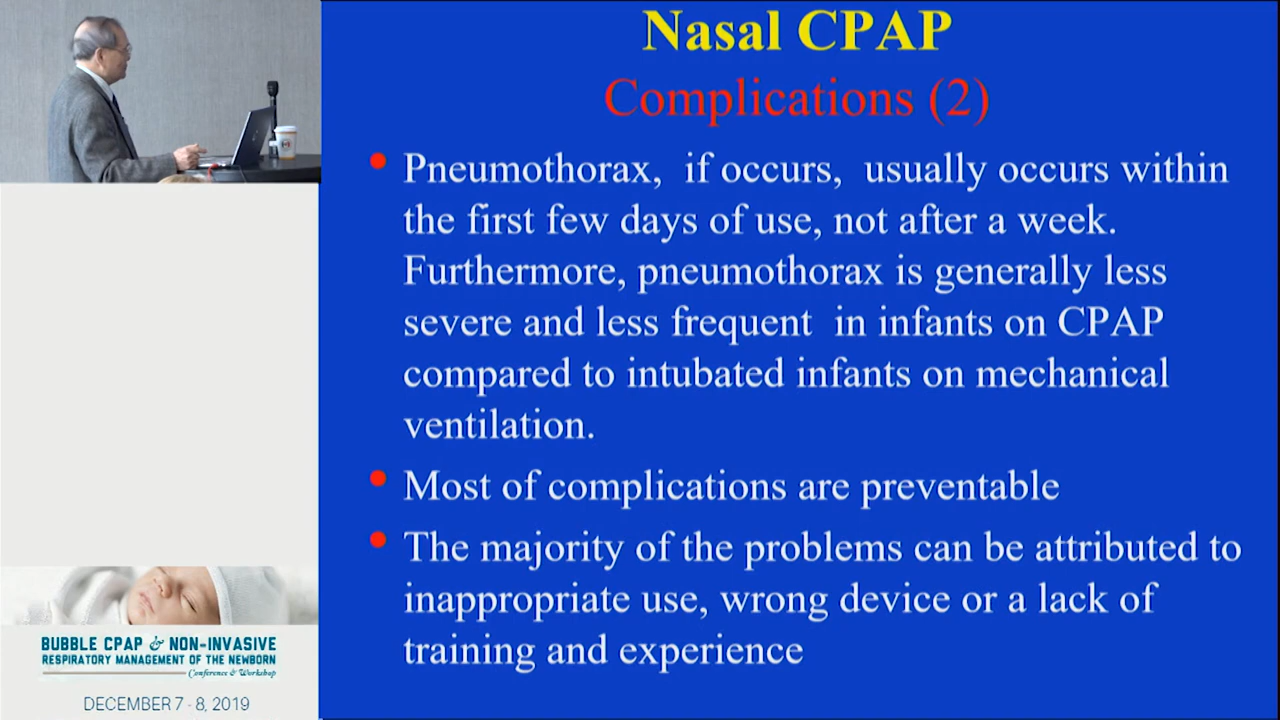 Nasal CPAP
Complications (2)
• Pneumothorax, if occurs, usually occurs within
the first few days of use, not after a week.
Furthermore, pneumothorax is generally less
severe and less frequent in infants on CPAP
compared to intubated infants on mechanical
ventilation.
• Most of complications are preventable
• The majority of the problems can be attributed to
inappropriate use, wrong device or a lack of
training and experience
BUBBLE CPAP & NON-INVASIVE
RESPIRATORY MANAGEMENT OF THE NEWBORN
Conference & Workshop
DECEMBER 7 - 8, 2019